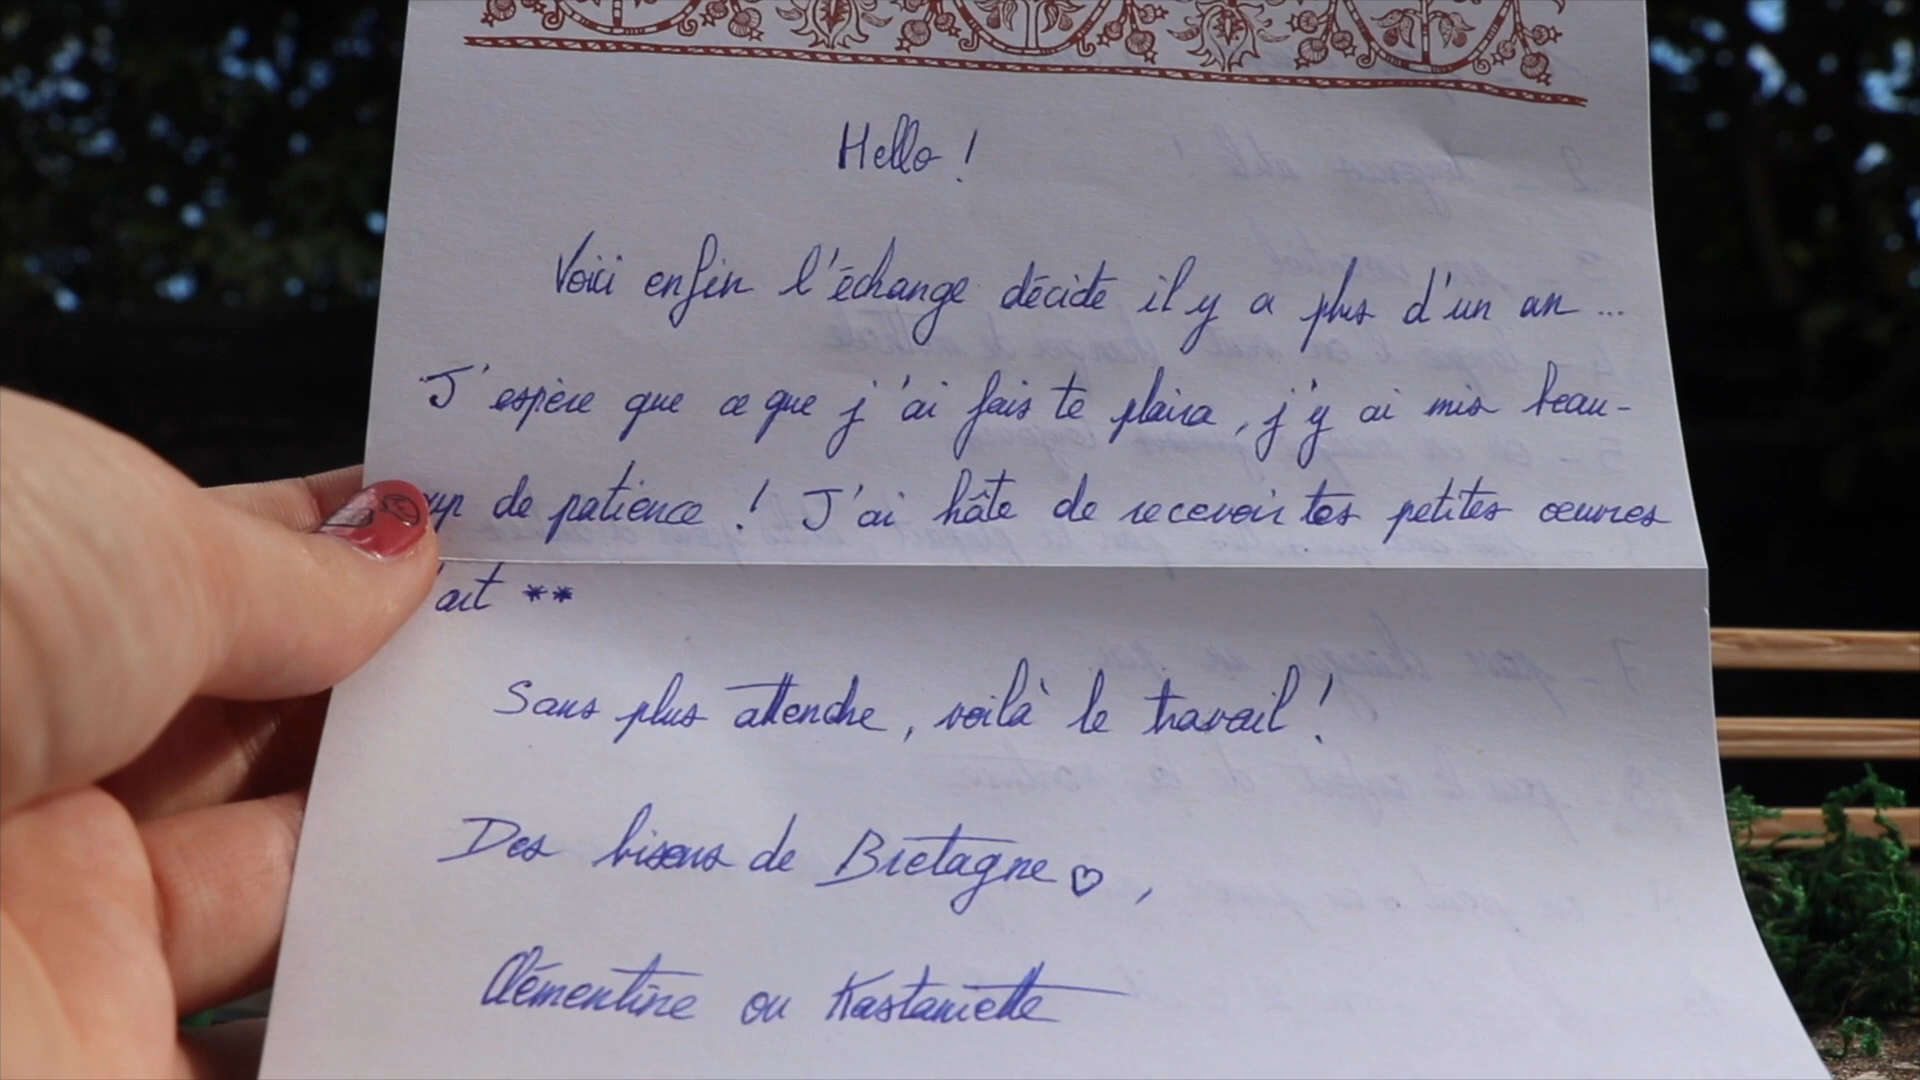 Hello !
Voici enfin l'échange décidé il y a plus d'un an ...
J'espère que ce que j'ai fais te plaira, j'y ai mis beau-
up de patience ! J'ai hâte de recevoir tes petites œuvres
'art **
Sans plus attendre, voilà le travail !
Des bisous de Bretagne ♡ ,
Clémentine ou Kastaniette